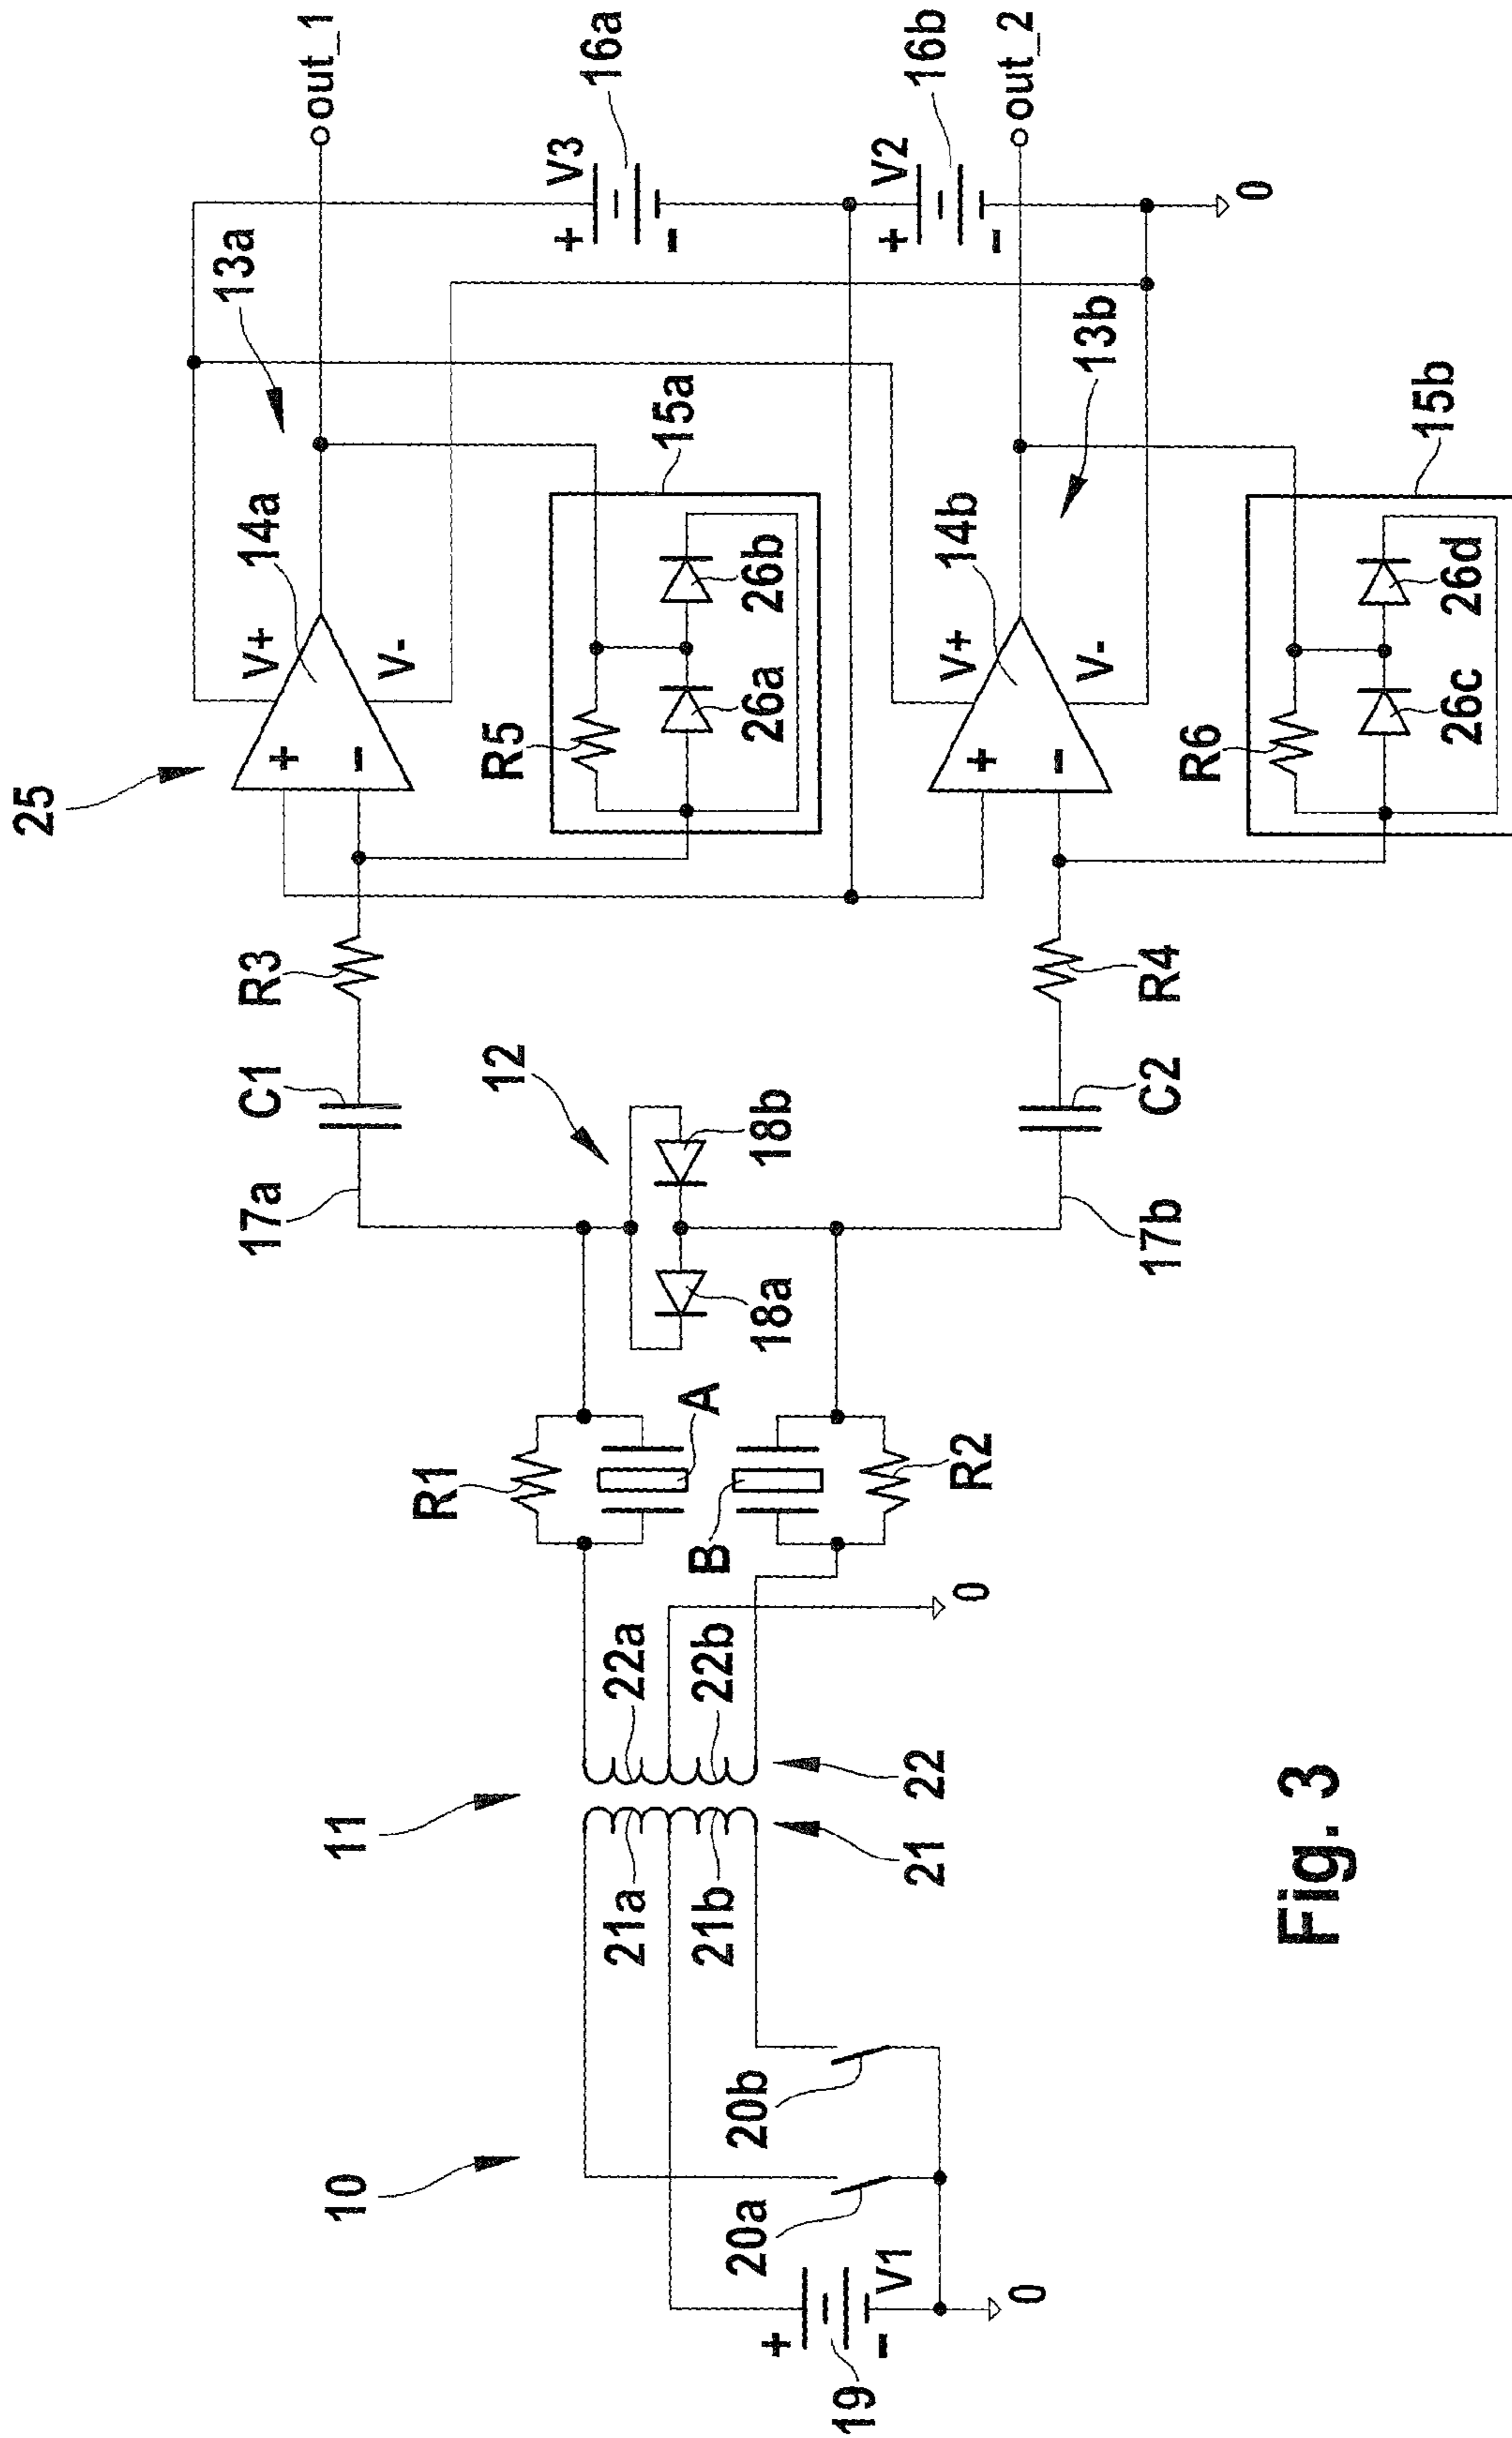 25
14a
13a
out_1
V+
V-
+
-
R3
C1
17a
R5
15a
26a
26b
V3
+
-
16a
12
18a
18b
11
R1
A
B
R2
0
22a
22b
22
21a
21b
21
10
20a
20b
V1
+
-
19
0
17b
C2
R4
14b
V+
V-
+
-
13b
V2
+
-
16b
out_2
0
R6
15b
26c
26d
Fig. 3